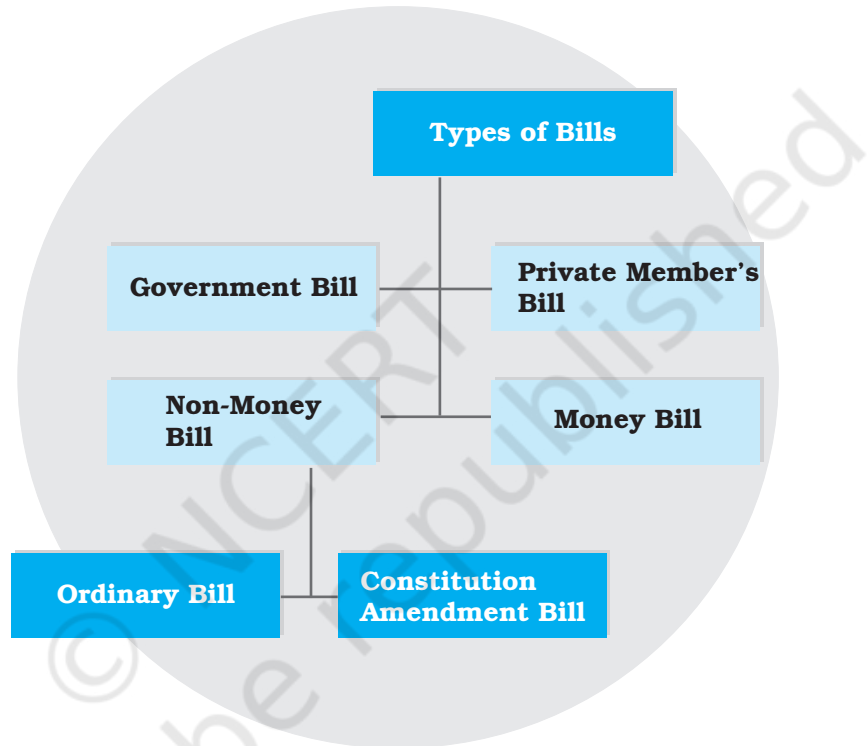 Types of Bills
Government Bill
Private Member's
Bill
Non-Money
Bill
Money Bill
Ordinary Bill
Constitution
Amendment Bill
© NCERT
be republished